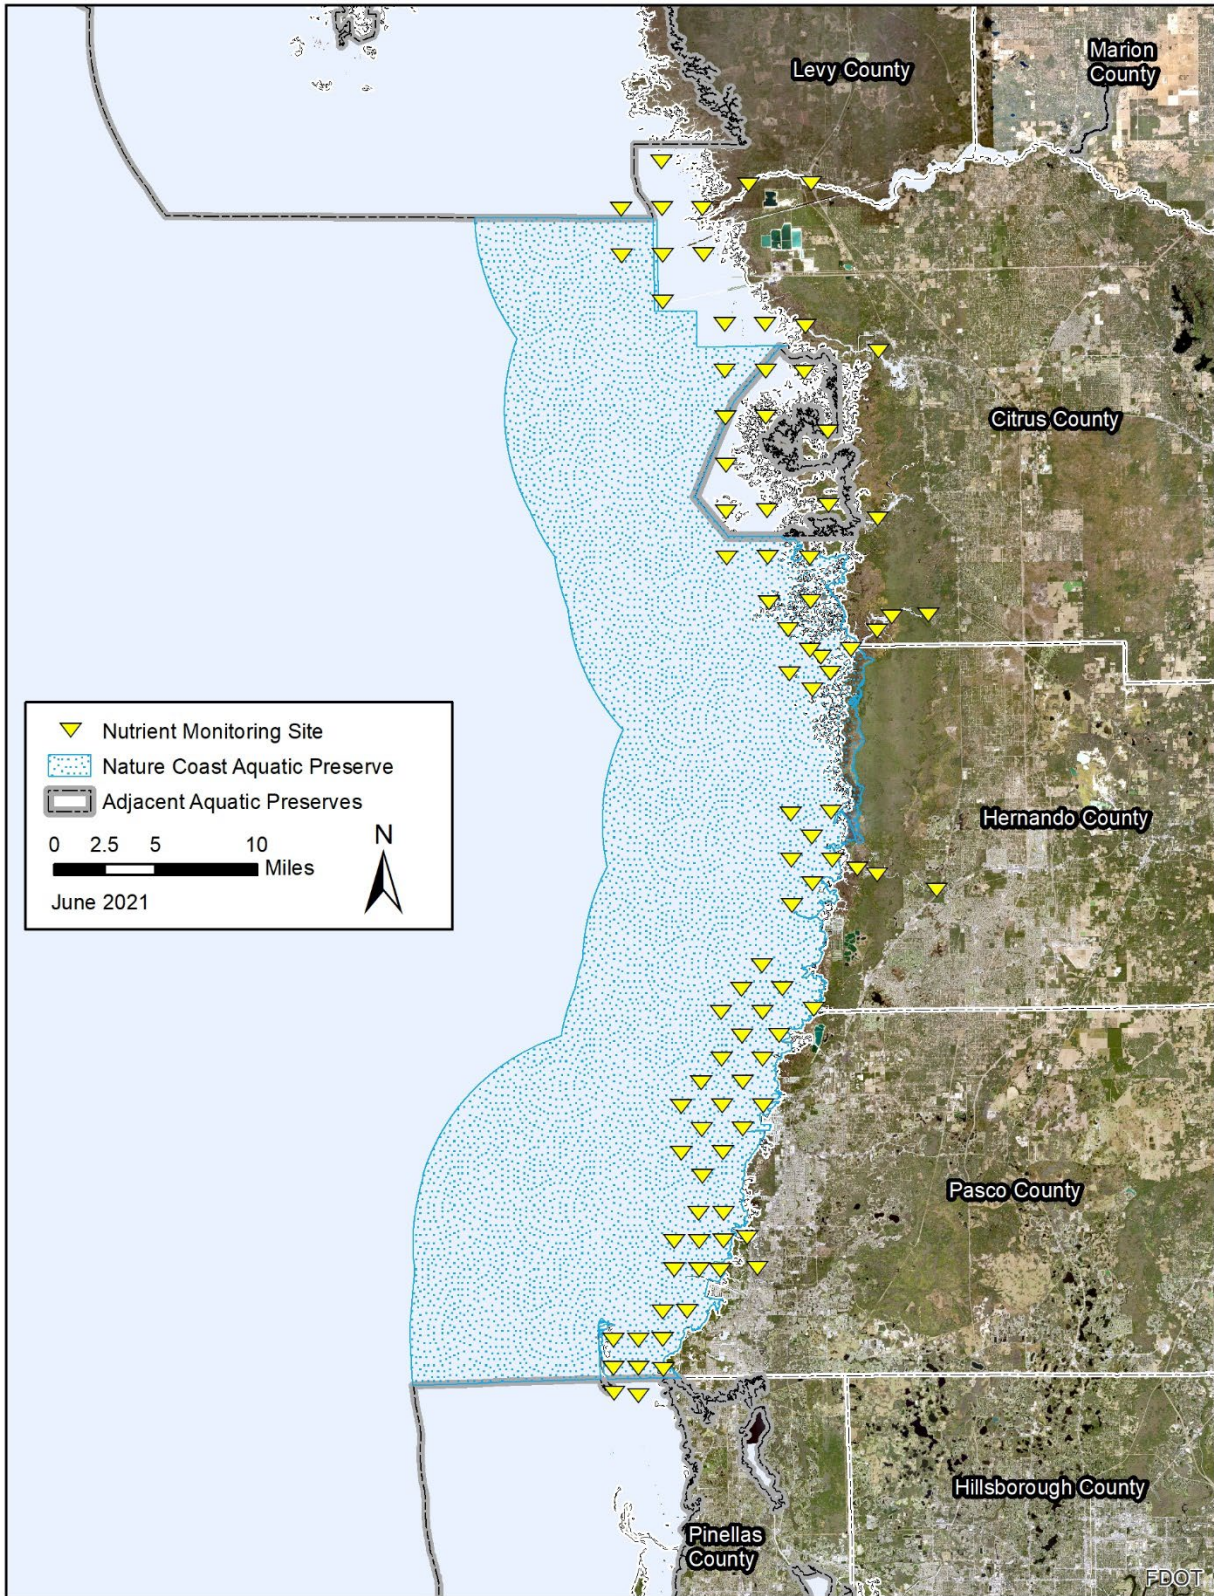 Levy County
Marion
County
Citrus County
Nutrient Monitoring Site
Nature Coast Aquatic Preserve
Adjacent Aquatic Preserves
0 2.5 5 10
Miles
N
June 2021
Hernando County
Pasco County
Hillsborough County
Pinellas
County
FDOT